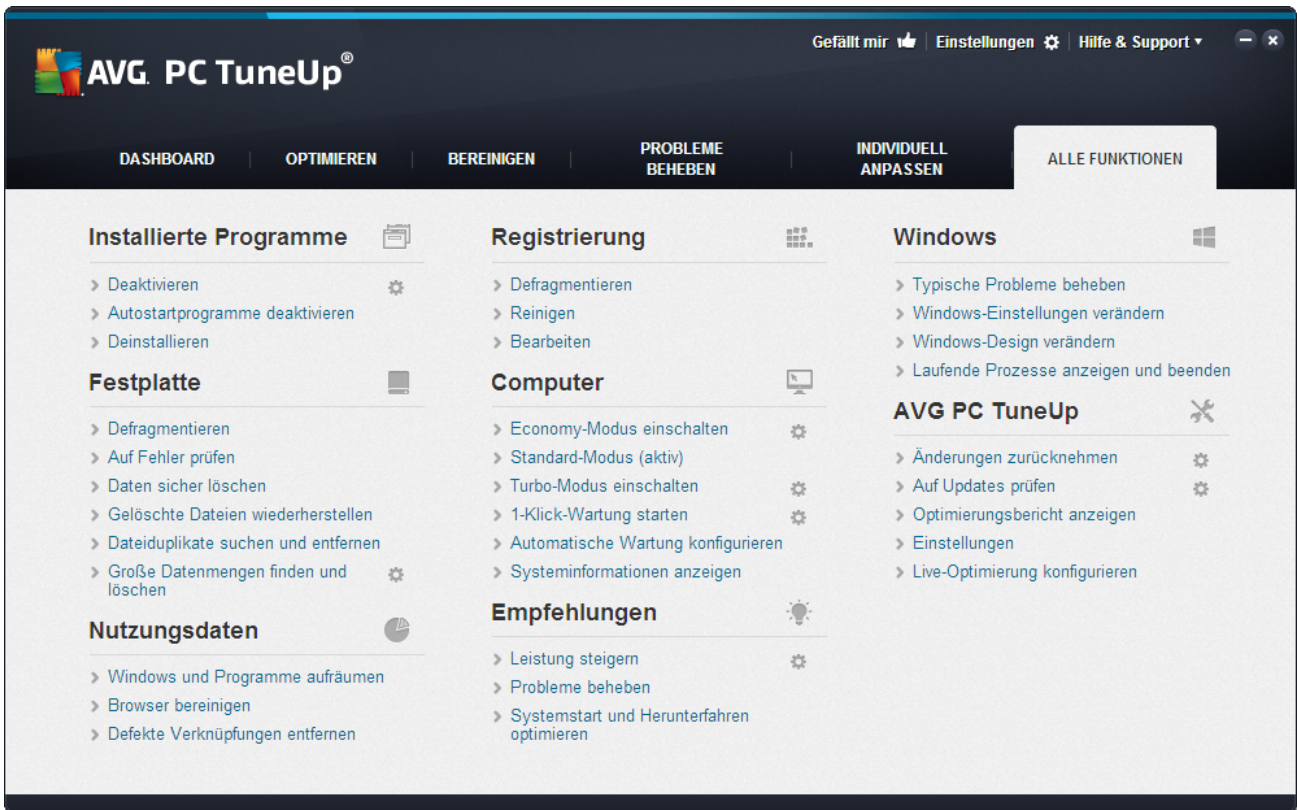 Gefällt mir
Einstellungen
Hilfe & Support
AVG PC TuneUp®
DASHBOARD
OPTIMIEREN
BEREINIGEN
PROBLEME
BEHEBEN
INDIVIDUELL
ANPASSEN
ALLE FUNKTIONEN
Installierte Programme
Deaktivieren
Autostartprogramme deaktivieren
Deinstallieren
Festplatte
Defragmentieren
Auf Fehler prüfen
Daten sicher löschen
Gelöschte Dateien wiederherstellen
Dateiduplikate suchen und entfernen
Große Datenmengen finden und
löschen
Nutzungsdaten
Windows und Programme aufräumen
Browser bereinigen
Defekte Verknüpfungen entfernen
Registrierung
Defragmentieren
Reinigen
Bearbeiten
Computer
Economy-Modus einschalten
Standard-Modus (aktiv)
Turbo-Modus einschalten
1-Klick-Wartung starten
Automatische Wartung konfigurieren
Systeminformationen anzeigen
Empfehlungen
Leistung steigern
Probleme beheben
Systemstart und Herunterfahren
optimieren
Windows
Typische Probleme beheben
Windows-Einstellungen verändern
Windows-Design verändern
Laufende Prozesse anzeigen und beenden
AVG PC TuneUp
Änderungen zurücknehmen
Auf Updates prüfen
Optimierungsbericht anzeigen
Einstellungen
Live-Optimierung konfigurieren